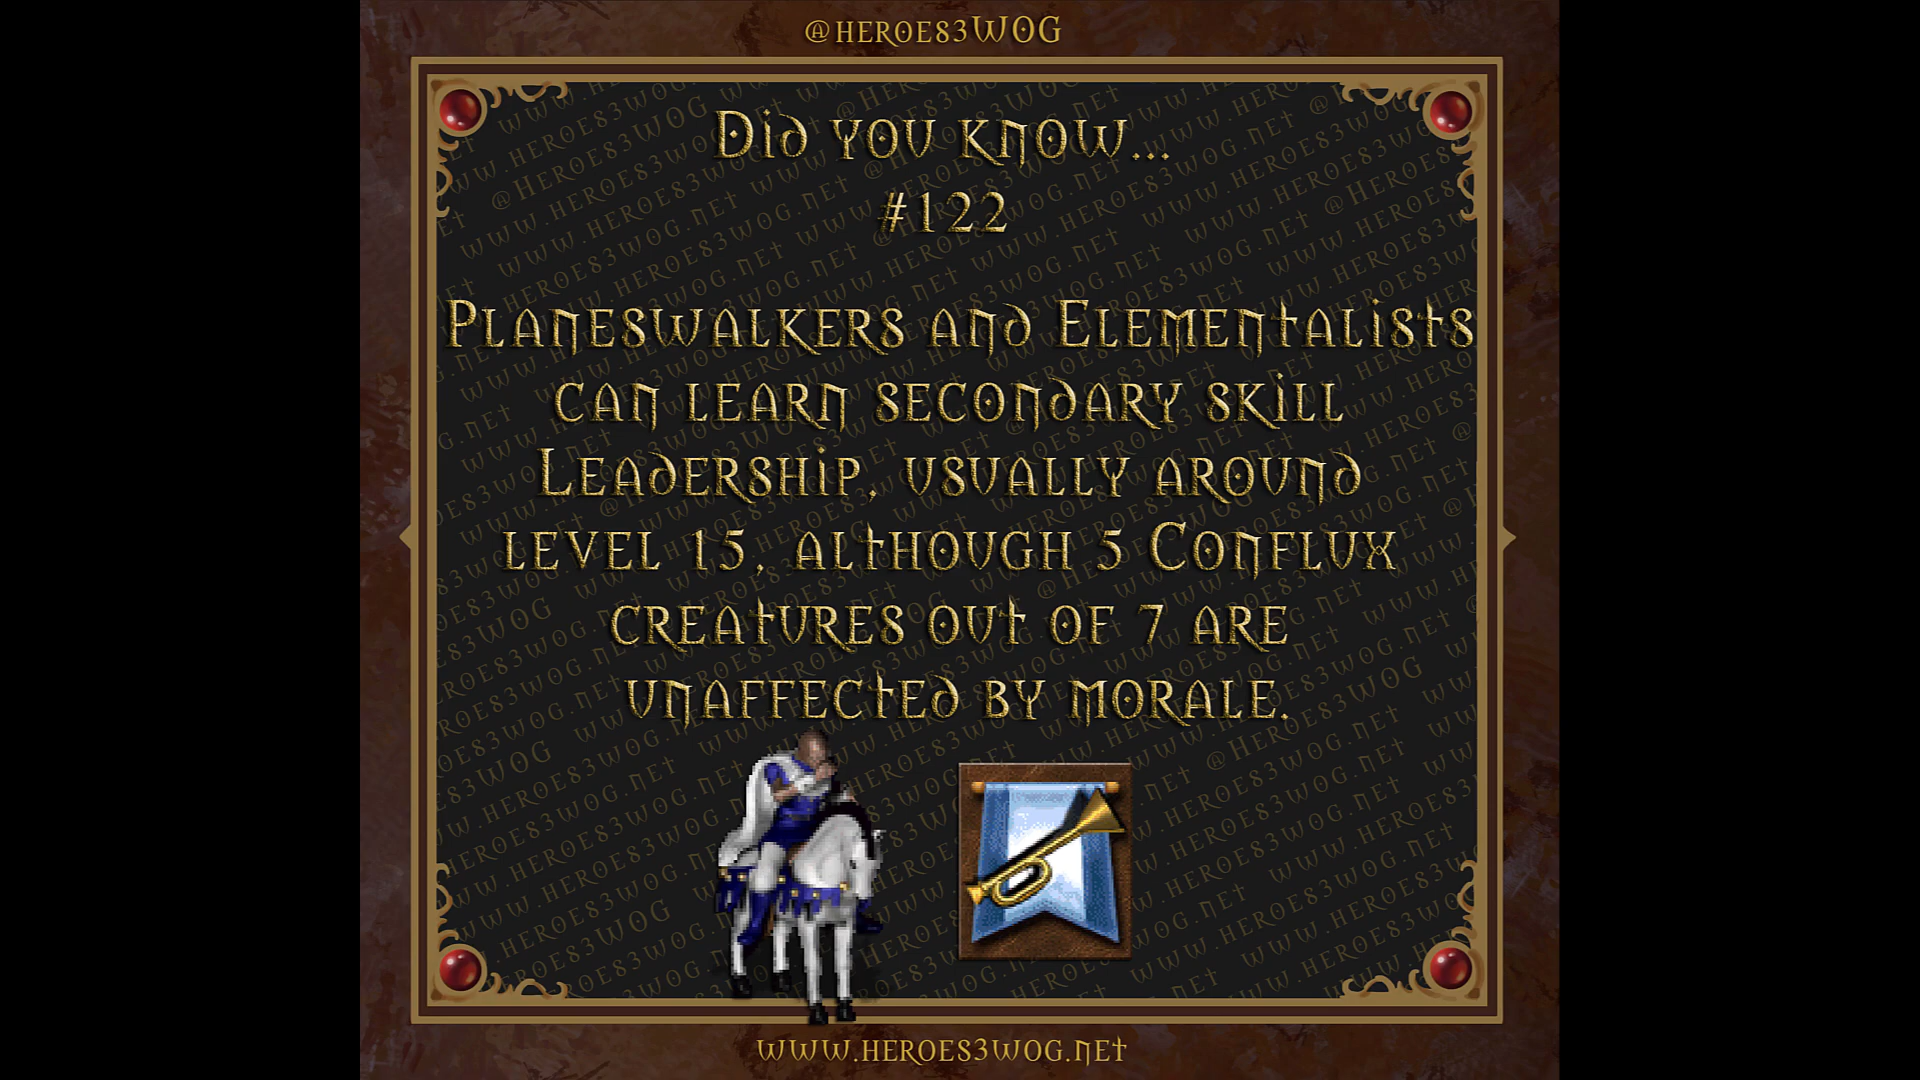 @heroes3WOG
Did you know...
#122
Planeswalkers and Elementalists
can learn secondary skill
Leadership, usually around
level 15, although 5 Conflux
creatures out of 7 are
unaffected by morale.
www.heroes3wog.net